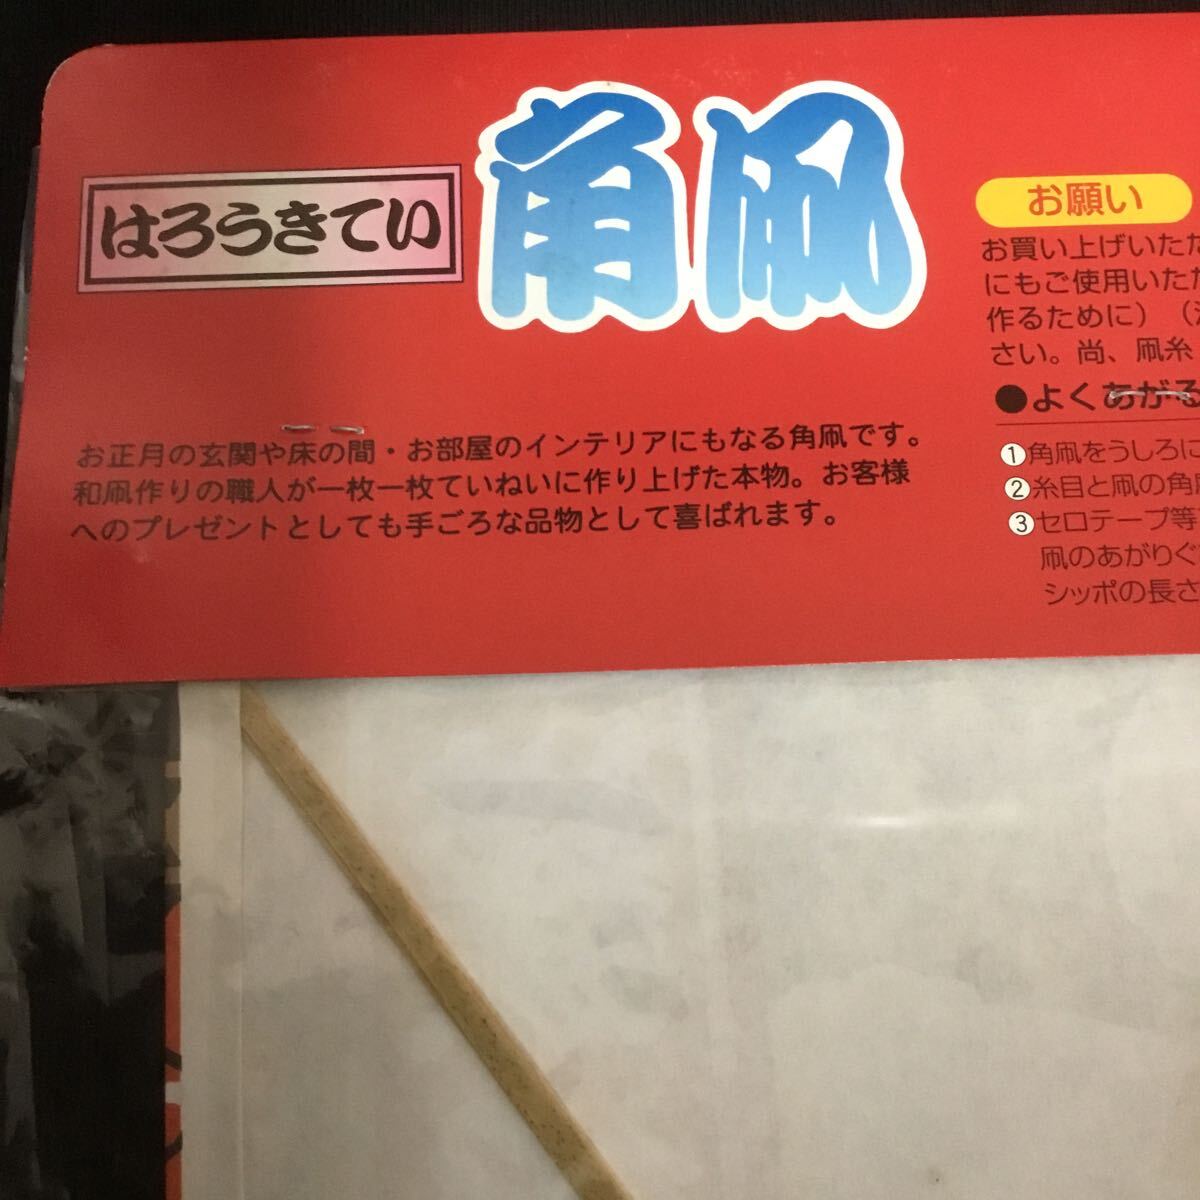 はろうきてい
角凧
お正月の玄関や床の間・お部屋のインテリアにもなる角凧です。
和凧作りの職人が一枚一枚ていねいに作り上げた本物。お客様
へのプレゼントとしても手ごろな品物として喜ばれます。
お願い
お買い上げいただ
にもご使用いただ
作るために）（
さい。尚、凧糸
●よくあがる
①角凧をうしろに
②糸目と凧の角
③セロテープ等
凧のあがりぐ
シッポの長さ